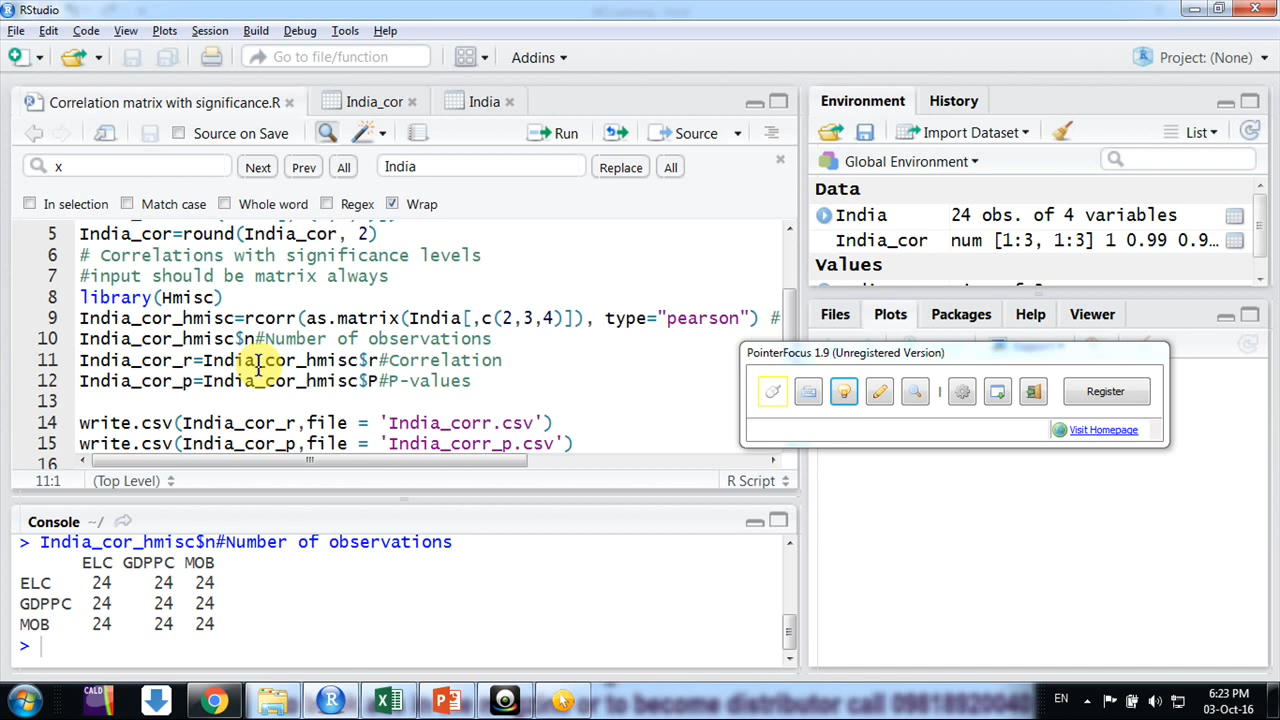 RStudio
File Edit Code View Plots Session Build Debug Tools Help
Go to file/function Addins Project: (None)
Correlation matrix with significance.R India_cor India
Source on Save Run Source
x Next Prev All India Replace All
In selection Match case Whole word Regex Wrap
5 India_cor=round(India_cor, 2)
6 # Correlations with significance levels
7 #input should be matrix always
8 library(Hmisc)
9 India_cor_hmisc=rcorr(as.matrix(India[,c(2,3,4)]), type="pearson") #
10 India_cor_hmisc$n#Number of observations
11 India_cor_r=India_cor_hmisc$r#Correlation
12 India_cor_p=India_cor_hmisc$P#P-values
13
14 write.csv(India_cor_r,file = 'India_corr.csv')
15 write.csv(India_cor_p,file = 'India_corr_p.csv')
16
11:1 (Top Level) R Script
Console ~/
> India_cor_hmisc$n#Number of observations
ELC GDPPC MOB
ELC 24 24 24
GDPPC 24 24 24
MOB 24 24 24
>
Environment History
Import Dataset List
Global Environment
Data
India 24 obs. of 4 variables
India_cor num [1:3, 1:3] 1 0.99 0.9…
Values
Files Plots Packages Help Viewer
PointerFocus 1.9 (Unregistered Version)
Register
Visit Homepage
CALD
EN
6:23 PM
03-Oct-16